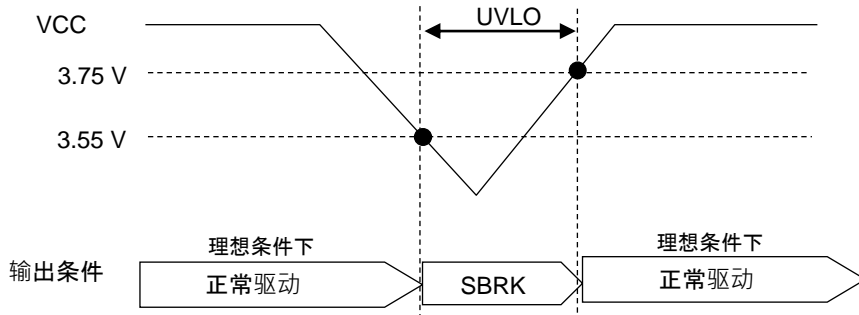 VCC
UVLO
3.75 V
3.55 V
理想条件下
理想条件下
输出条件
正常驱动
SBRK
正常驱动